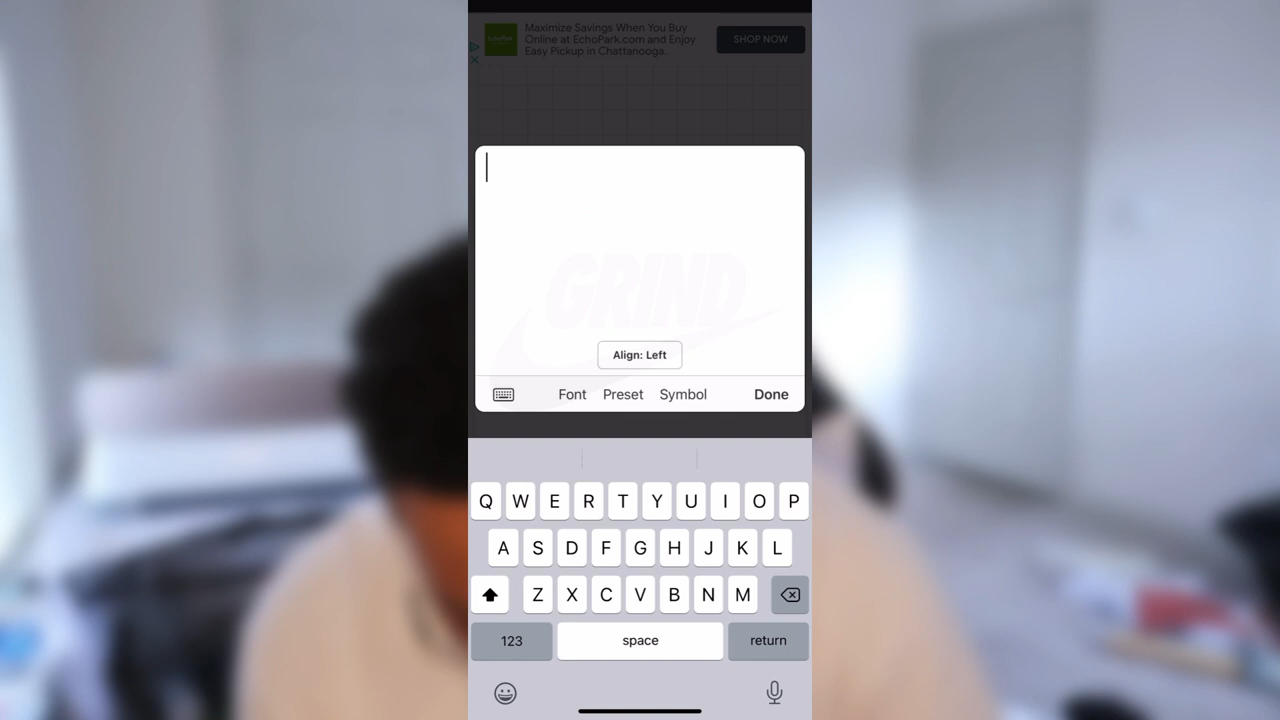 Maximize Savings When You Buy
Online at EchoPark.com and Enjoy
Easy Pickup in Chattanooga.
SHOP NOW
GRIND
Align: Left
Font Preset Symbol Done
Q W E R T Y U I O P
A S D F G H J K L
Z X C V B N M
123 space return